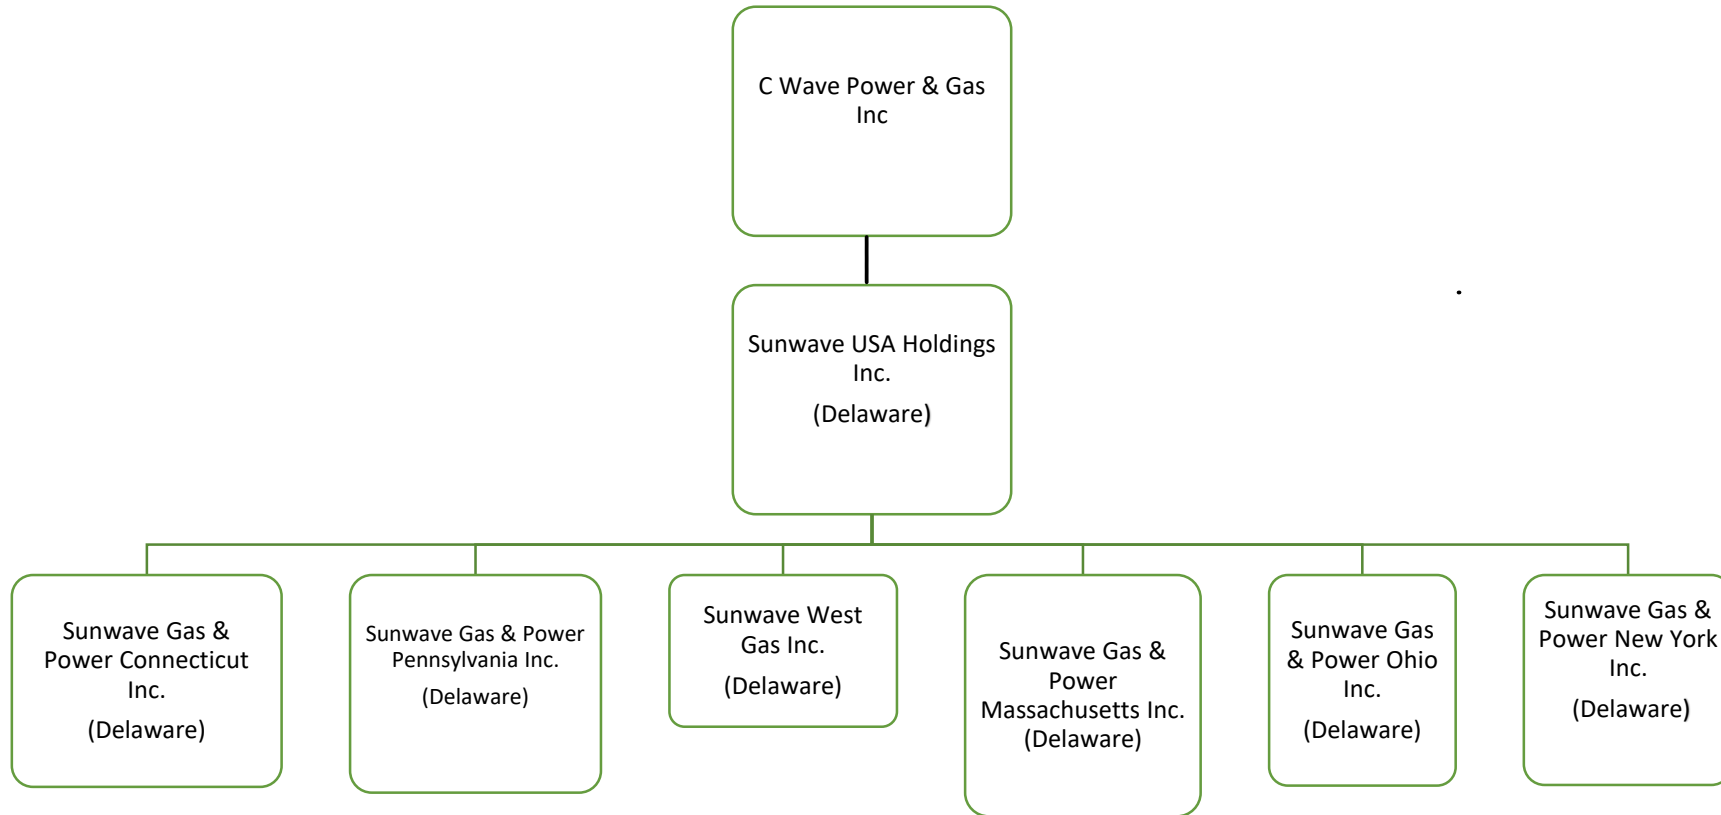 C Wave Power & Gas
Inc
Sunwave USA Holdings
Inc.
(Delaware)
.
Sunwave Gas &
Power Connecticut
Inc.
(Delaware)
Sunwave Gas & Power
Pennsylvania Inc.
(Delaware)
Sunwave West
Gas Inc.
(Delaware)
Sunwave Gas &
Power
Massachusetts Inc.
(Delaware)
Sunwave Gas
& Power Ohio
Inc.
(Delaware)
Sunwave Gas &
Power New York
Inc.
(Delaware)